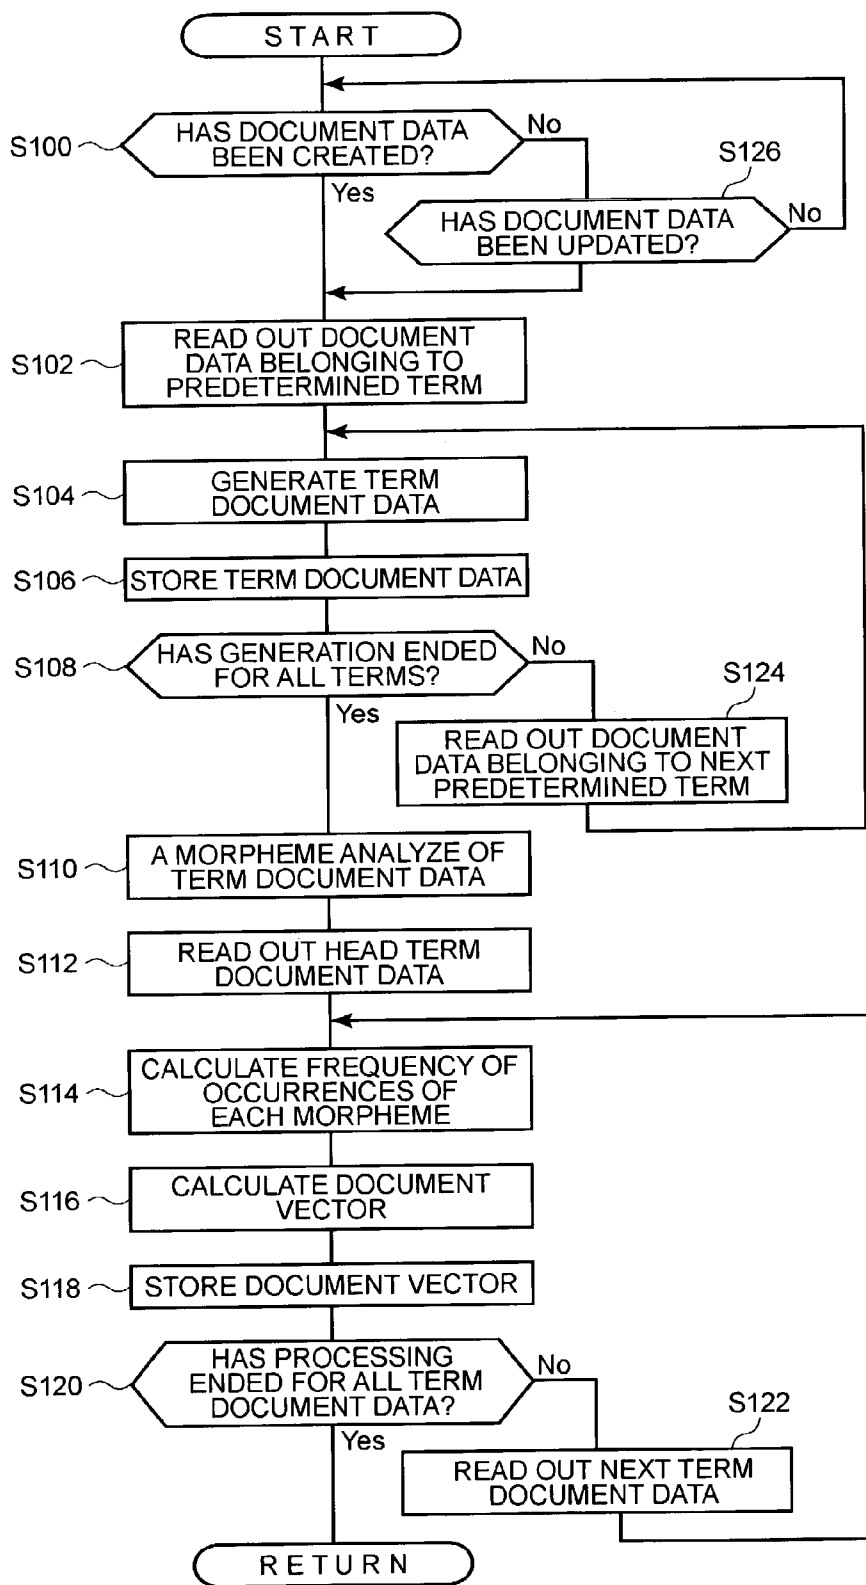 START
S100
HAS DOCUMENT DATA
BEEN CREATED?
No
Yes
S126
HAS DOCUMENT DATA
BEEN UPDATED?
No
S102
READ OUT DOCUMENT
DATA BELONGING TO
PREDETERMINED TERM
S104
GENERATE TERM
DOCUMENT DATA
S106
STORE TERM DOCUMENT DATA
S108
HAS GENERATION ENDED
FOR ALL TERMS?
No
Yes
S124
READ OUT DOCUMENT
DATA BELONGING TO NEXT
PREDETERMINED TERM
S110
A MORPHEME ANALYZE OF
TERM DOCUMENT DATA
S112
READ OUT HEAD TERM
DOCUMENT DATA
S114
CALCULATE FREQUENCY OF
OCCURRENCES OF
EACH MORPHEME
S116
CALCULATE DOCUMENT
VECTOR
S118
STORE DOCUMENT VECTOR
S120
HAS PROCESSING
ENDED FOR ALL TERM
DOCUMENT DATA?
No
Yes
S122
READ OUT NEXT TERM
DOCUMENT DATA
RETURN